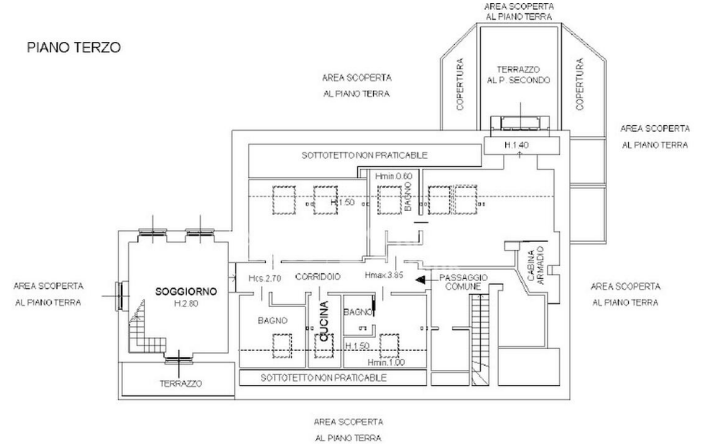 AREA SCOPERTA
AL PIANO TERRA
PIANO TERZO
COPERTURA
TERRAZZO
AL P. SECONDO
COPERTURA
AREA SCOPERTA
AL PIANO TERRA
AREA SCOPERTA
AL PIANO TERRA
H.1.40
SOTTOTETTO NON PRATICABILE
Hmin.0.60
BAGNO
H.1.50
CABINA
ARMADIO
Hcs.2.70
CORRIDOIO
Hmax.3.85
PASSAGGIO
COMUNE
SOGGIORNO
H.2.80
AREA SCOPERTA
AL PIANO TERRA
AREA SCOPERTA
AL PIANO TERRA
BAGNO
CUCINA
BAGNO
H.1.50
Hmin.1.00
TERRAZZO
SOTTOTETTO NON PRATICABILE
AREA SCOPERTA
AL PIANO TERRA